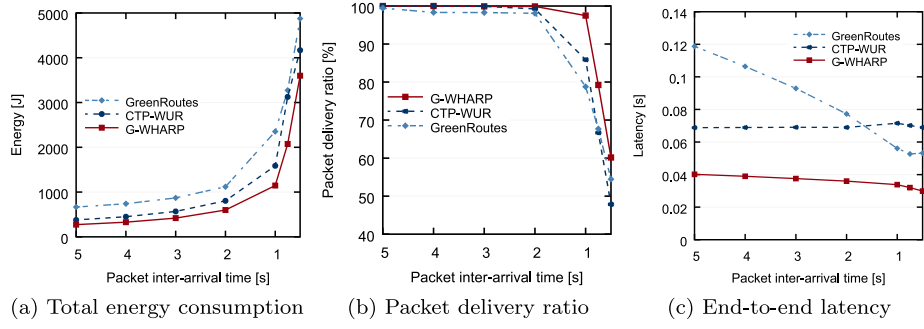 5000
4000
3000
2000
1000
0
Energy [J]
GreenRoutes
CTP-WUR
G-WHARP
5 4 3 2 1
Packet inter-arrival time [s]
(a) Total energy consumption
100
90
80
70
60
50
40
Packet delivery ratio [%]
G-WHARP
CTP-WUR
GreenRoutes
5 4 3 2 1
Packet inter-arrival time [s]
(b) Packet delivery ratio
0.14
0.12
0.10
0.08
0.06
0.04
0.02
0
Latency [s]
GreenRoutes
CTP-WUR
G-WHARP
5 4 3 2 1
Packet inter-arrival time [s]
(c) End-to-end latency